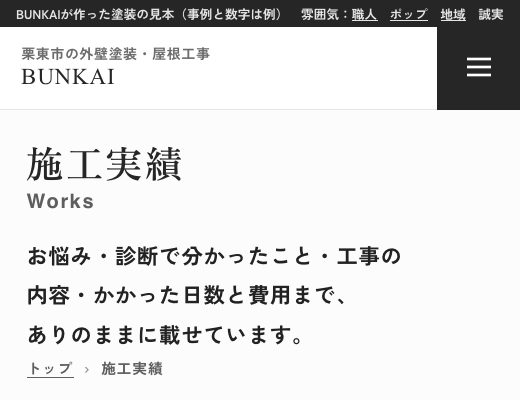 BUNKAIが作った塗装の見本（事例と数字は例） 雰囲気：職人 ポップ 地域 誠実
栗東市の外壁塗装・屋根工事
BUNKAI
施工実績
Works
お悩み・診断で分かったこと・工事の
内容・かかった日数と費用まで、
ありのままに載せています。
トップ › 施工実績